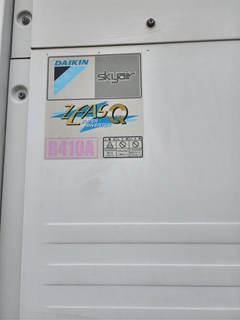 DAIKIN
skyair
ZEAS Q
R410A